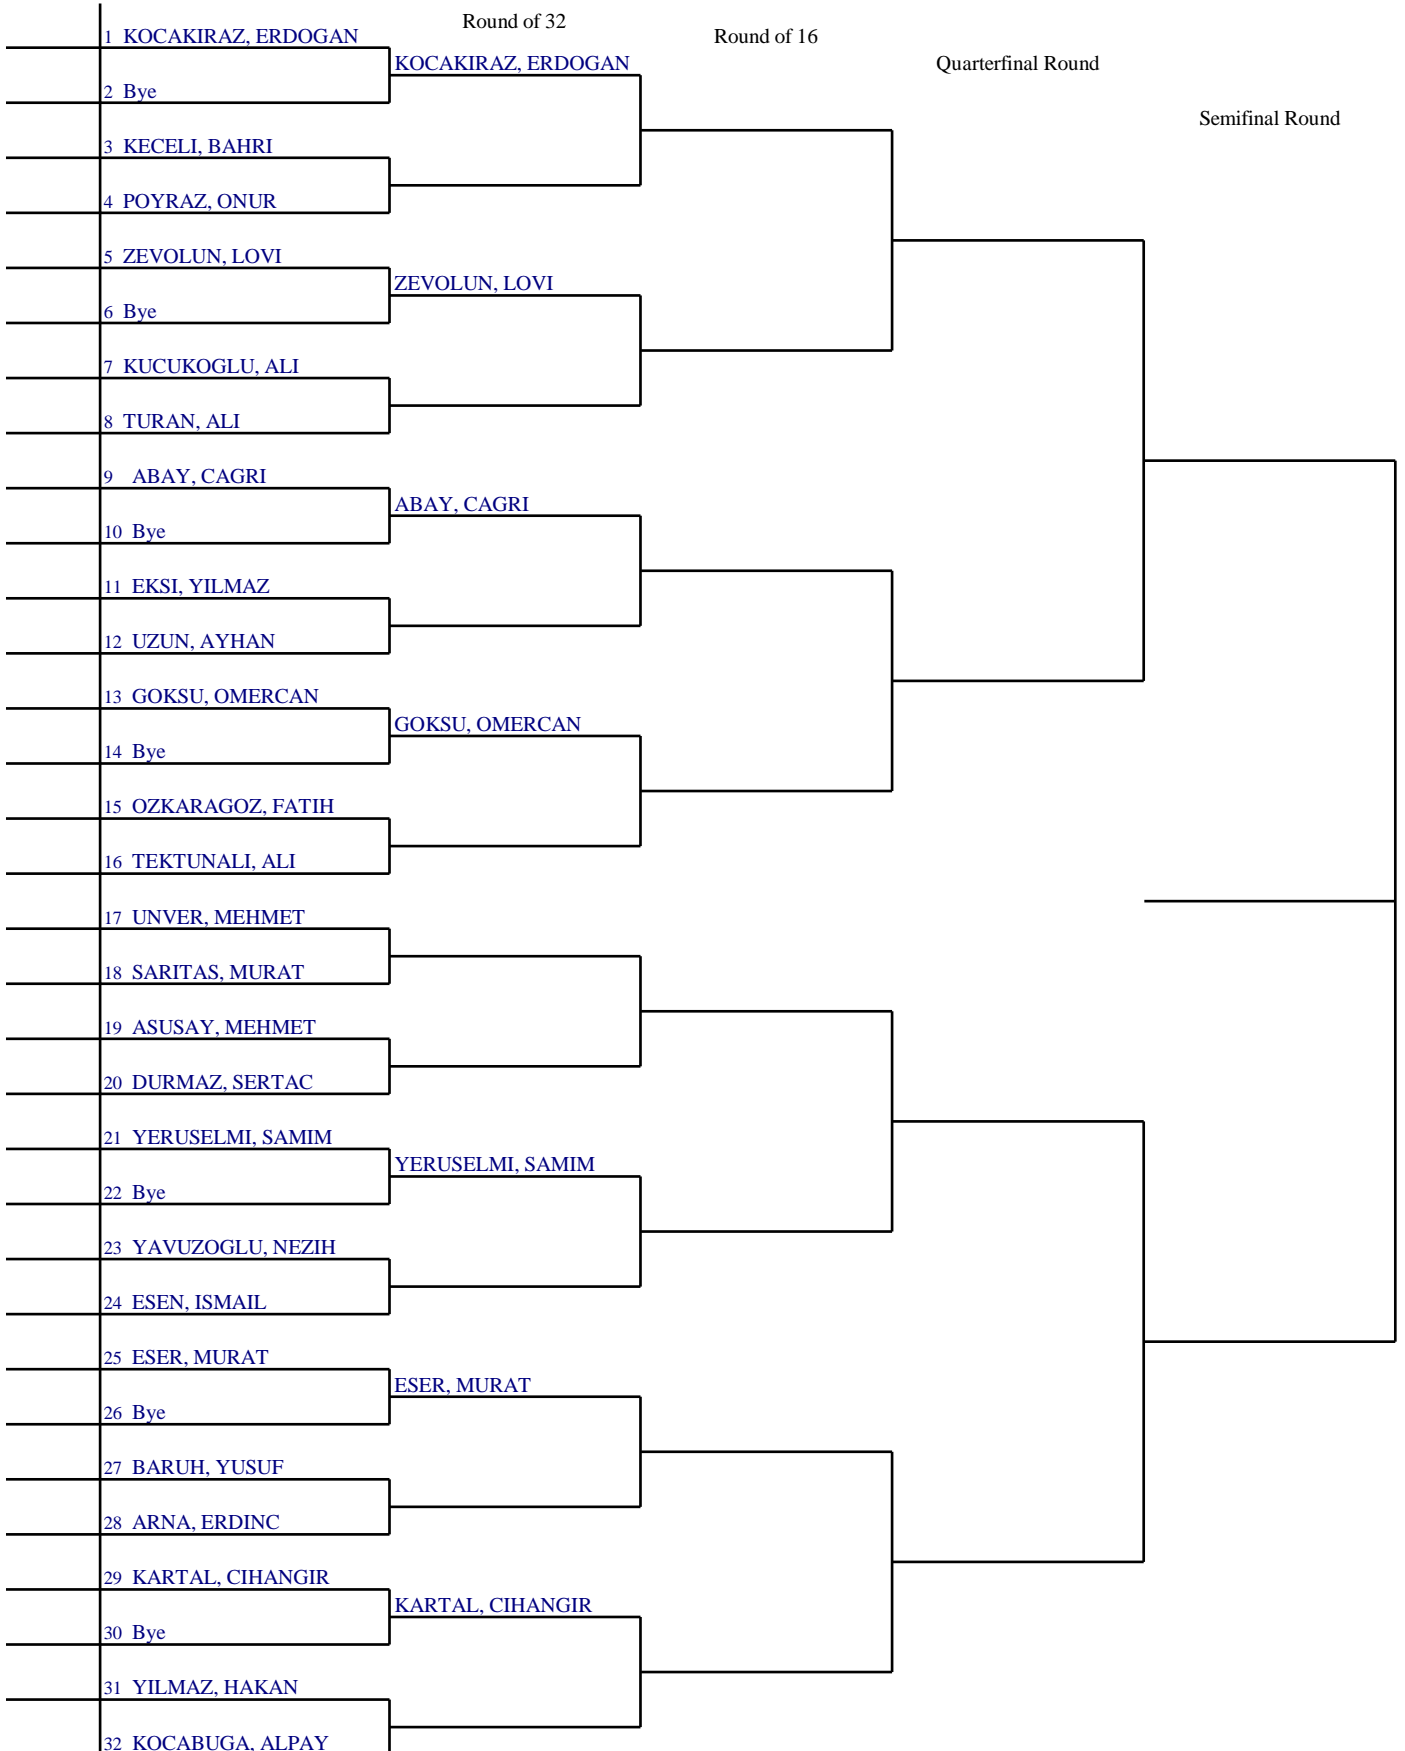 Round of 32
Round of 16
Quarterfinal Round
Semifinal Round
1 KOCAKIRAZ, ERDOGAN
KOCAKIRAZ, ERDOGAN
2 Bye
3 KECELI, BAHRI
4 POYRAZ, ONUR
5 ZEVOLUN, LOVI
ZEVOLUN, LOVI
6 Bye
7 KUCUKOGLU, ALI
8 TURAN, ALI
9 ABAY, CAGRI
ABAY, CAGRI
10 Bye
11 EKSI, YILMAZ
12 UZUN, AYHAN
13 GOKSU, OMERCAN
GOKSU, OMERCAN
14 Bye
15 OZKARAGOZ, FATIH
16 TEKTUNALI, ALI
17 UNVER, MEHMET
18 SARITAS, MURAT
19 ASUSAY, MEHMET
20 DURMAZ, SERTAC
21 YERUSELMI, SAMIM
YERUSELMI, SAMIM
22 Bye
23 YAVUZOGLU, NEZIH
24 ESEN, ISMAIL
25 ESER, MURAT
ESER, MURAT
26 Bye
27 BARUH, YUSUF
28 ARNA, ERDINC
29 KARTAL, CIHANGIR
KARTAL, CIHANGIR
30 Bye
31 YILMAZ, HAKAN
32 KOCABUGA, ALPAY